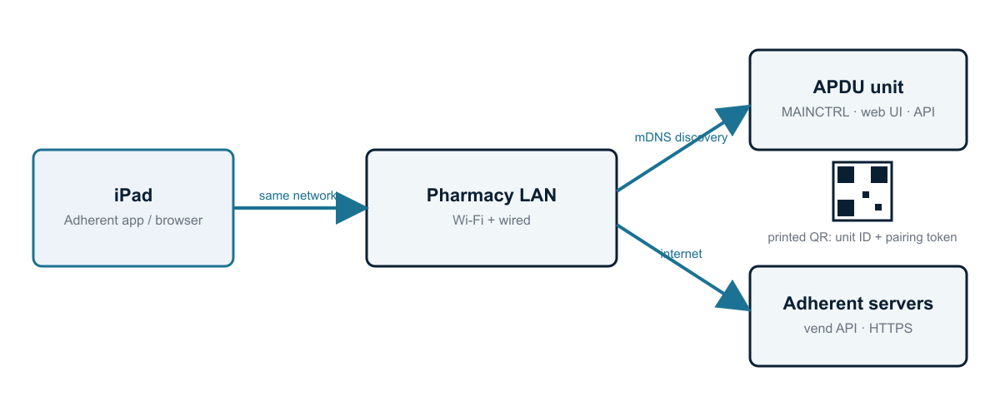 iPad
Adherent app / browser
same network
Pharmacy LAN
Wi-Fi + wired
mDNS discovery
internet
APDU unit
MAINCTRL · web UI · API
printed QR: unit ID + pairing token
Adherent servers
vend API · HTTPS